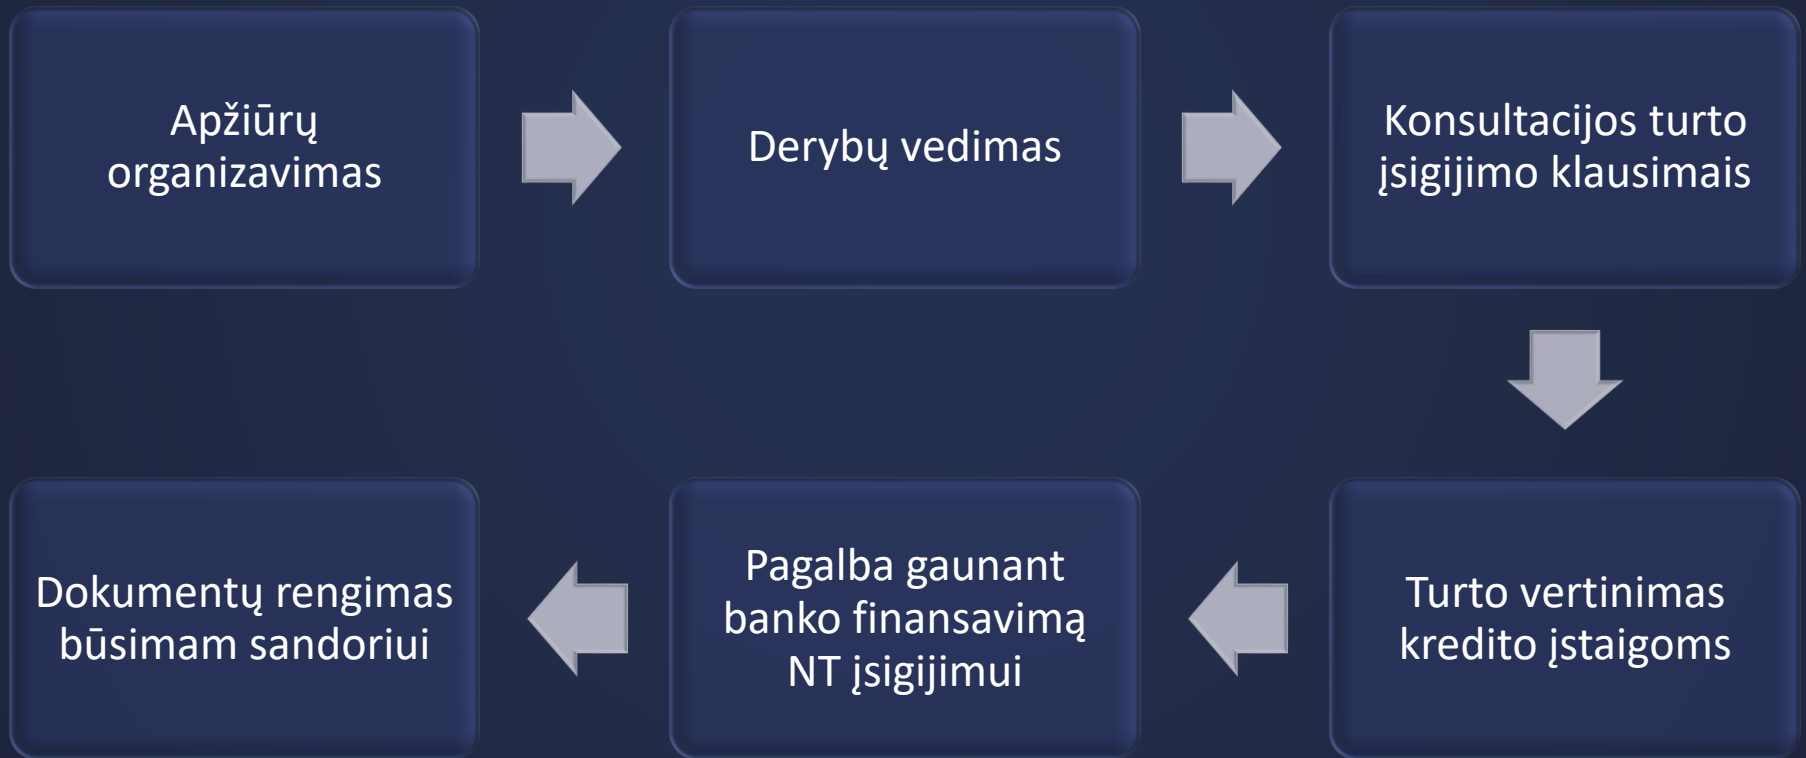 Apžiūrų
organizavimas
Derybų vedimas
Konsultacijos turto
įsigijimo klausimais
Turto vertinimas
kredito įstaigoms
Pagalba gaunant
banko finansavimą
NT įsigijimui
Dokumentų rengimas
būsimam sandoriui